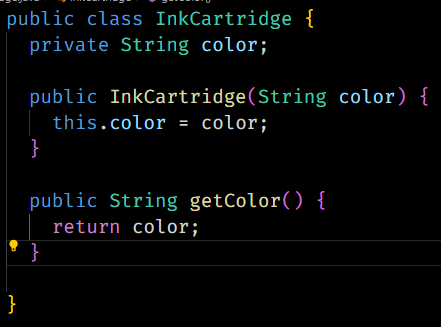 public class InkCartridge {
  private String color;
  public InkCartridge(String color) {
    this.color = color;
  }
  public String getColor() {
    return color;
  }
}